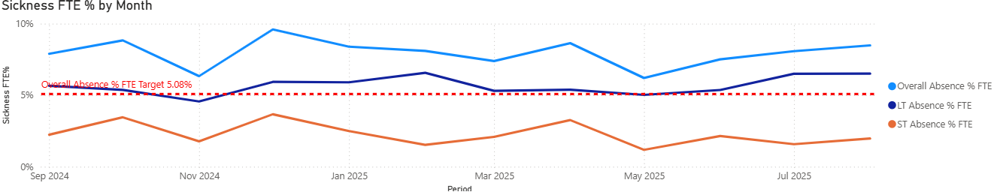 Sickness FTE % by Month
10%
Sickness FTE%
Overall Absence % FTE Target 5.08%
5%
Overall Absence % FTE
LT Absence % FTE
ST Absence % FTE
0%
Sep 2024
Nov 2024
Jan 2025
Mar 2025
May 2025
Jul 2025
Period